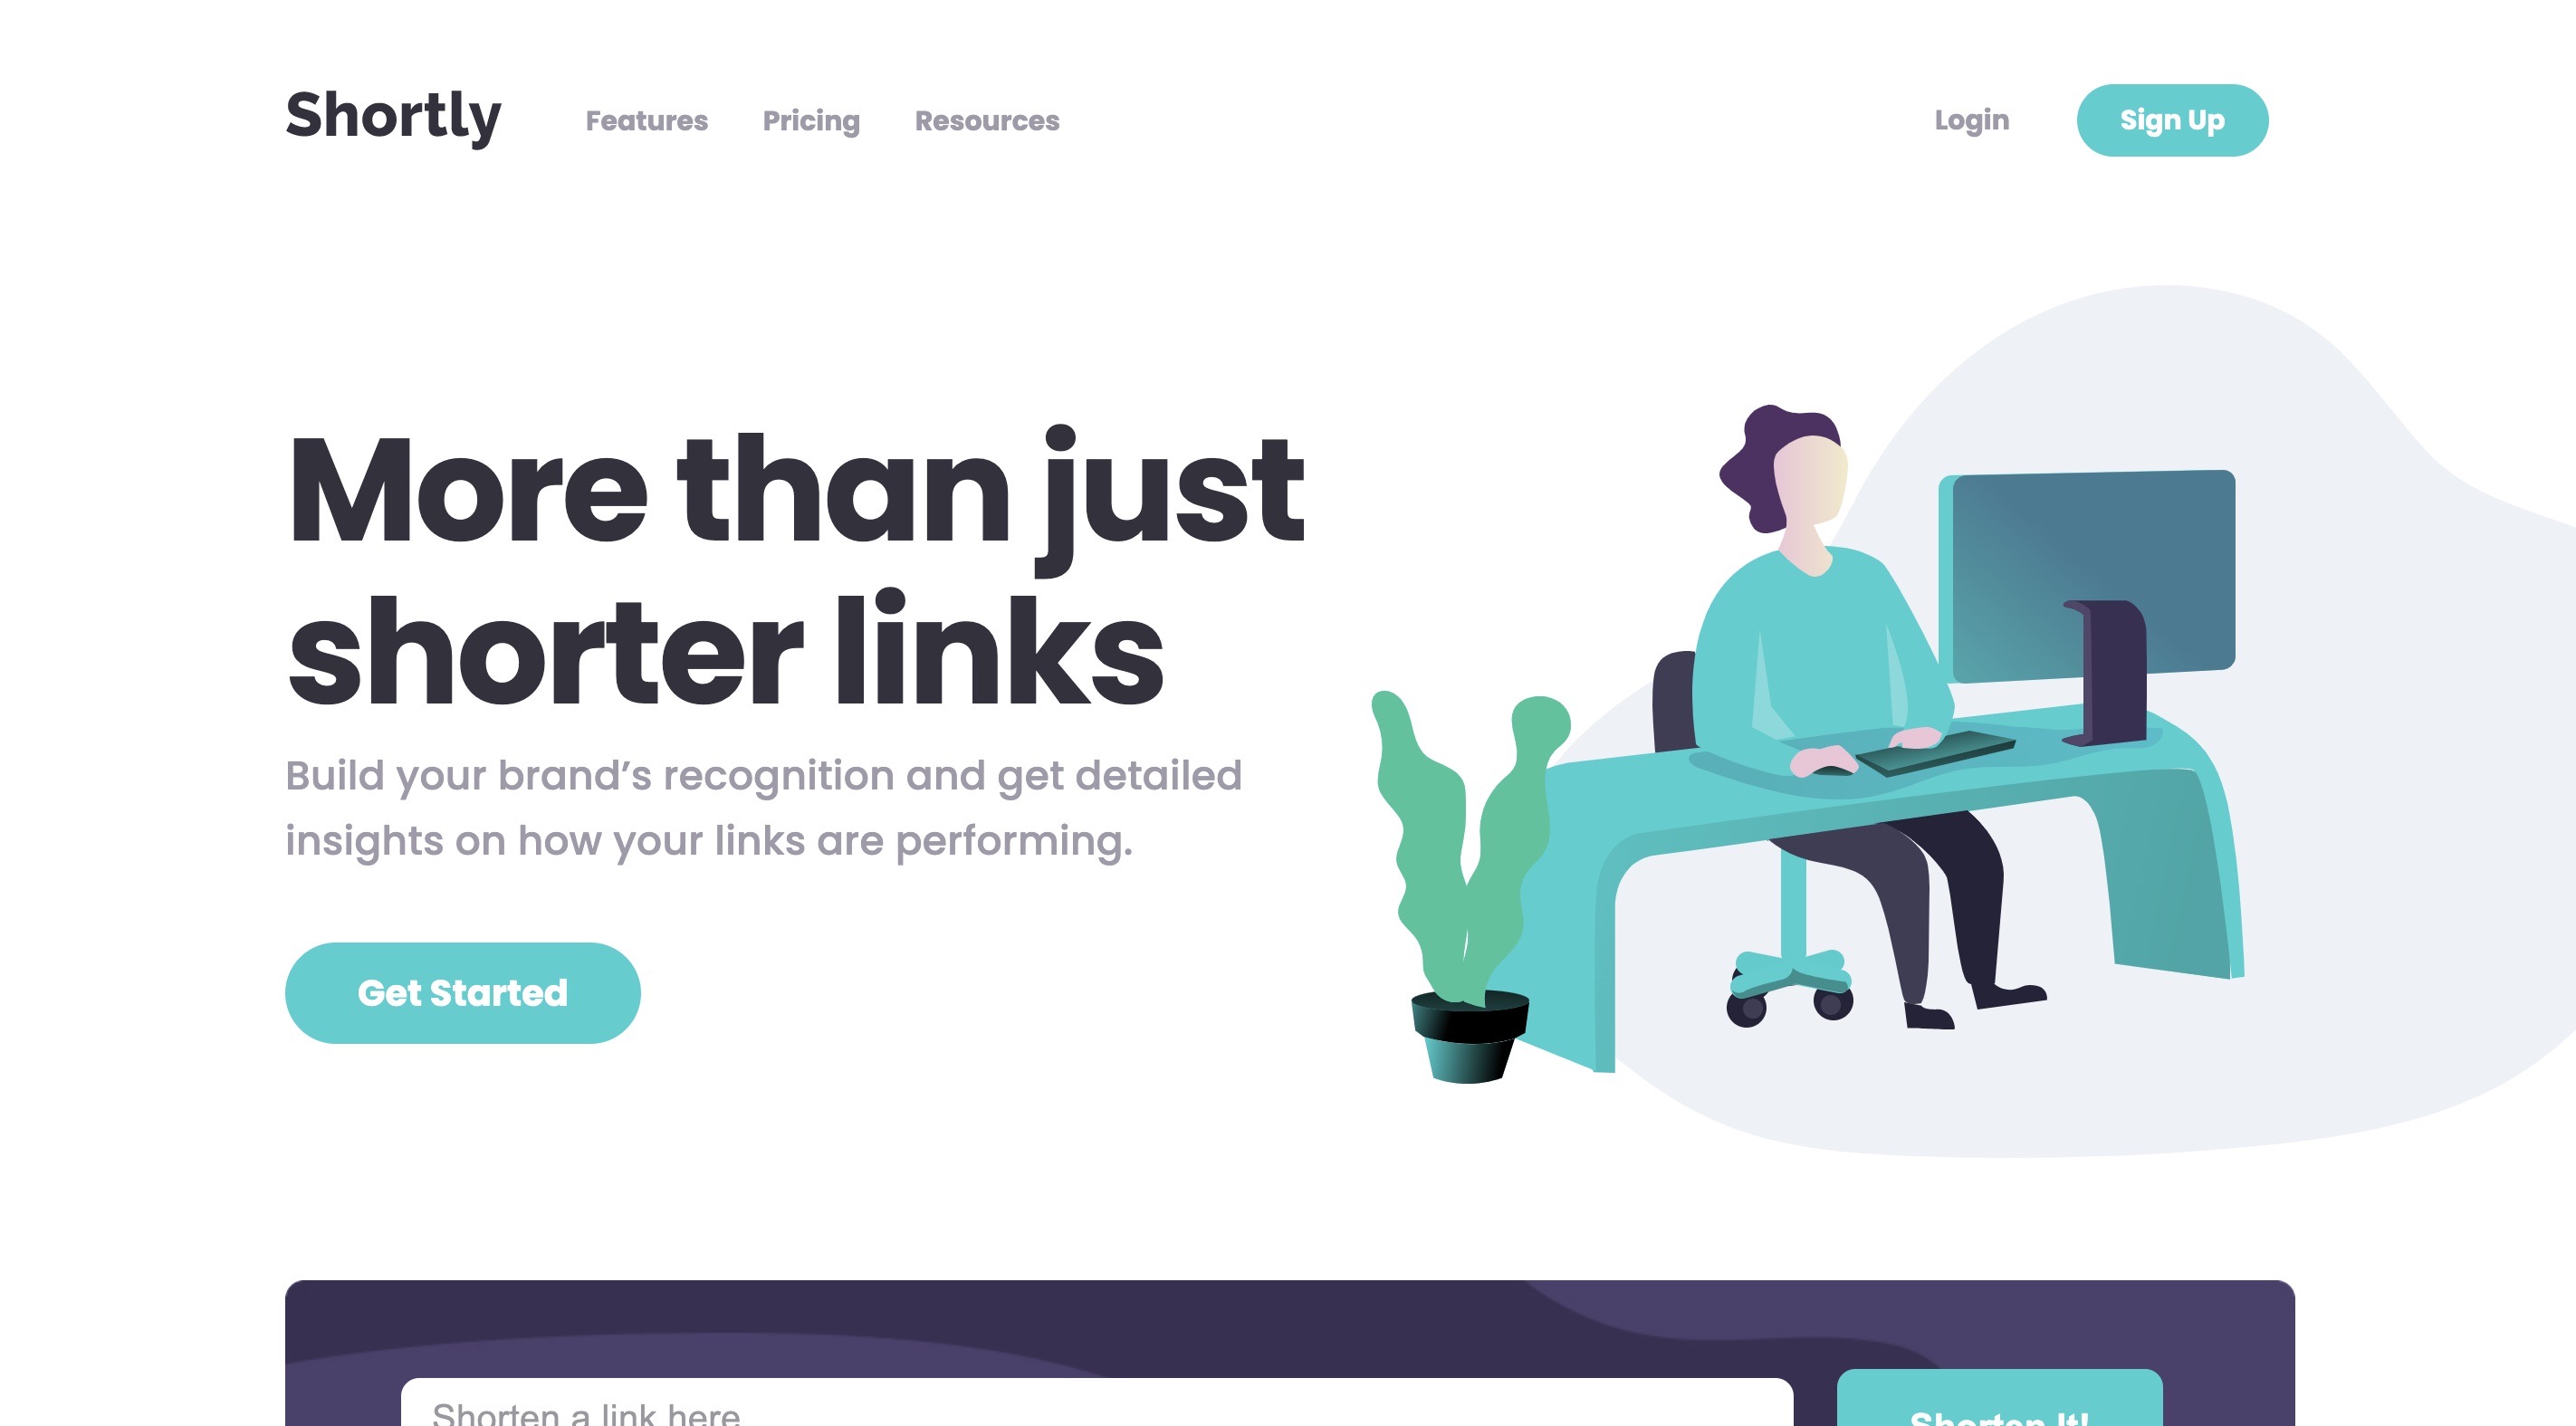 Shortly
Features Pricing Resources
Login
Sign Up
More than just
shorter links
Build your brand’s recognition and get detailed
insights on how your links are performing.
Get Started
Shorten a link here
Shorten It!